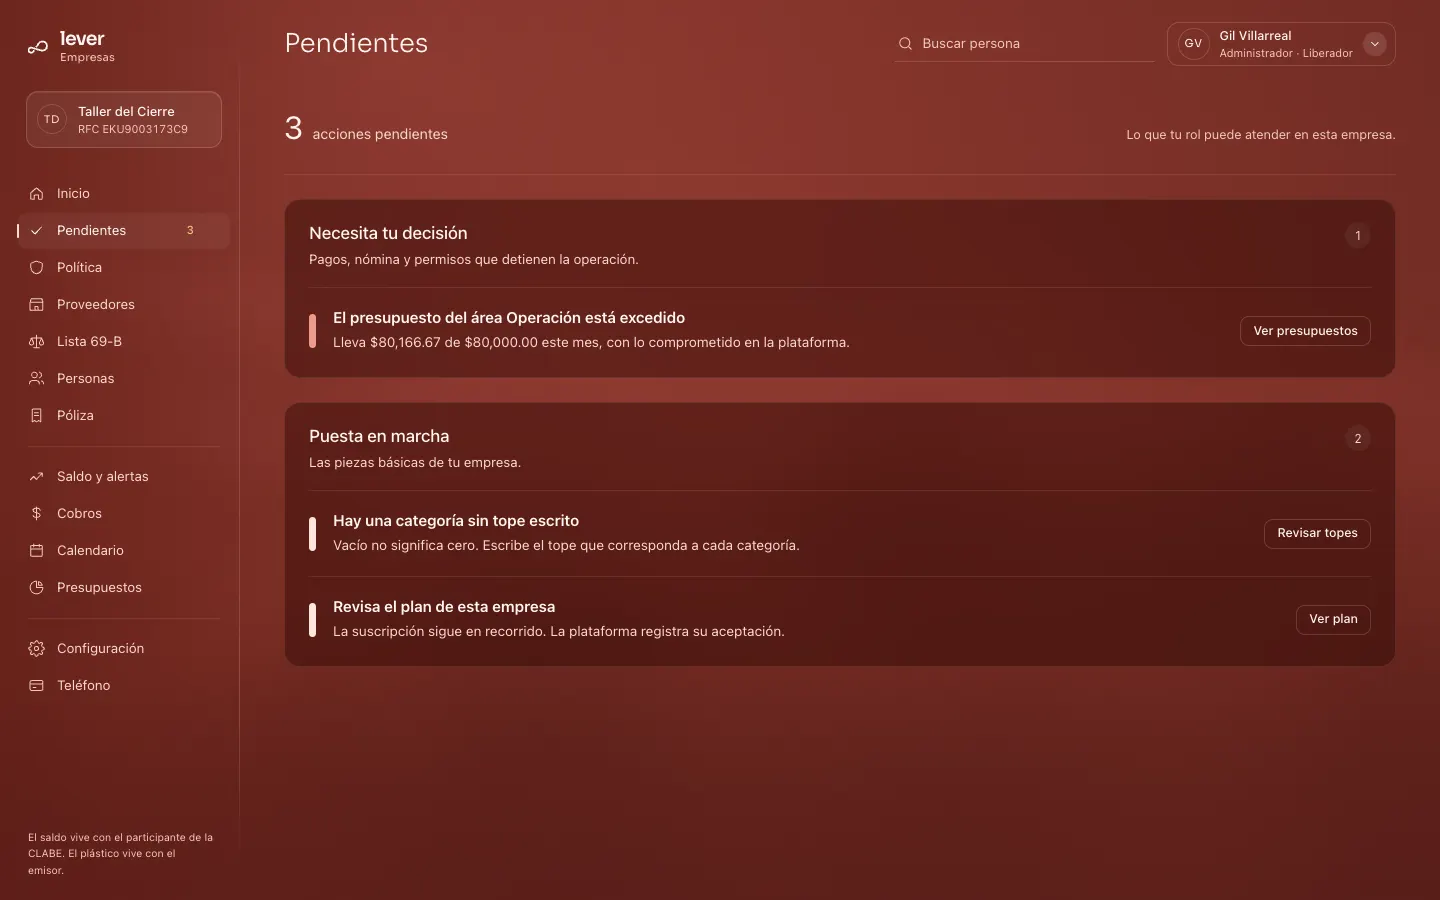 lever
Empresas
TD
Taller del Cierre
RFC EKU9003173C9
Inicio
Pendientes 3
Política
Proveedores
Lista 69-B
Personas
Póliza
Saldo y alertas
Cobros
Calendario
Presupuestos
Configuración
Teléfono
El saldo vive con el participante de la
CLABE. El plástico vive con el
emisor.
Pendientes
Buscar persona
GV
Gil Villarreal
Administrador · Liberador
3 acciones pendientes
Lo que tu rol puede atender en esta empresa.
Necesita tu decisión
1
Pagos, nómina y permisos que detienen la operación.
El presupuesto del área Operación está excedido
Lleva $80,166.67 de $80,000.00 este mes, con lo comprometido en la plataforma.
Ver presupuestos
Puesta en marcha
2
Las piezas básicas de tu empresa.
Hay una categoría sin tope escrito
Vacío no significa cero. Escribe el tope que corresponda a cada categoría.
Revisar topes
Revisa el plan de esta empresa
La suscripción sigue en recorrido. La plataforma registra su aceptación.
Ver plan